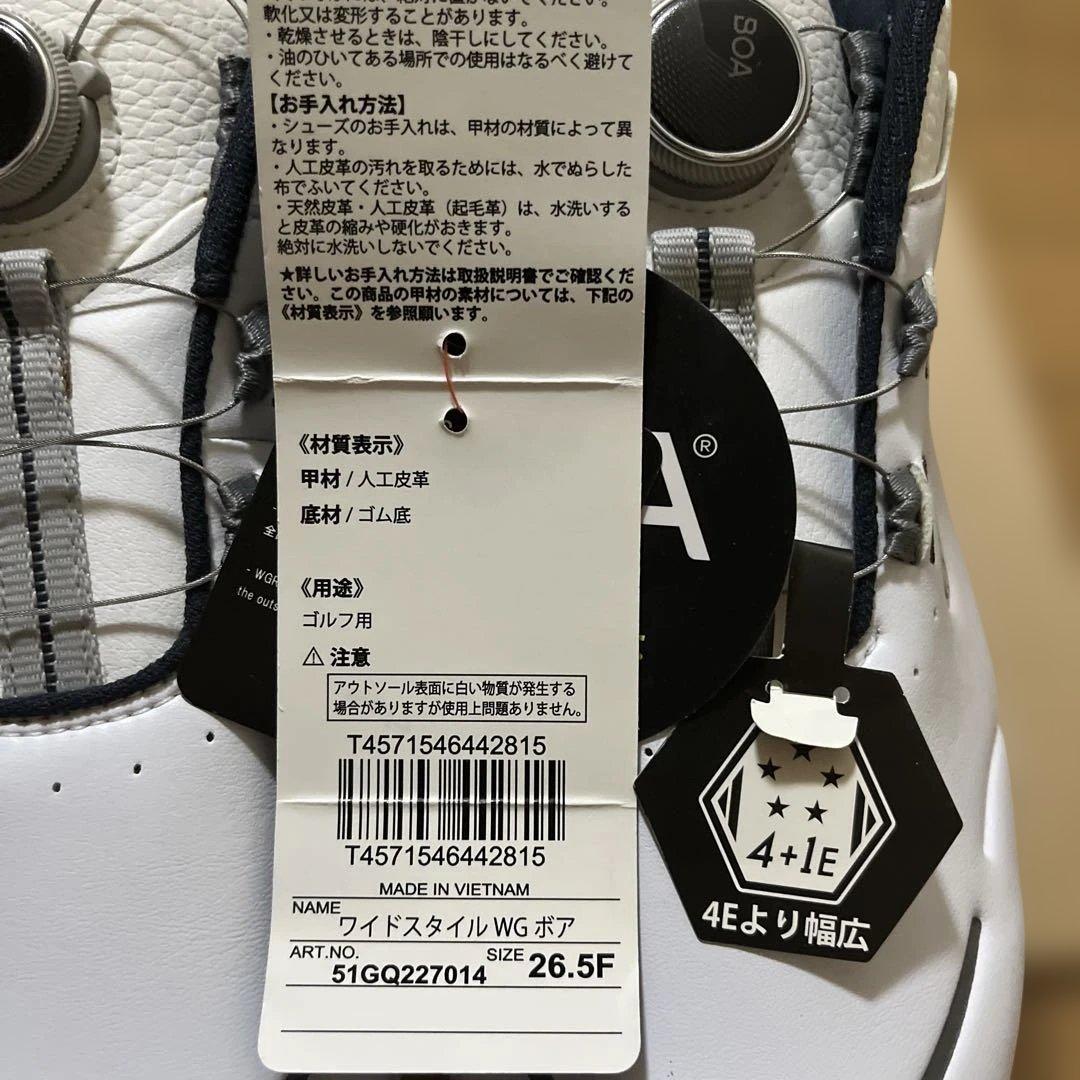 軟化又は変形することがあります。
・乾燥させるときは、陰干しにしてください。
・油のひいてある場所での使用はなるべく避けて
ください。
【お手入れ方法】
・シューズのお手入れは、甲材の材質によって異
なります。
・人工皮革の汚れを取るためには、水でぬらした
布でふいてください。
・天然皮革・人工皮革（起毛革）は、水洗いする
と皮革の縮みや硬化がおきます。
絶対に水洗いしないでください。
★詳しいお手入れ方法は取扱説明書でご確認くだ
さい。この商品の甲材の素材については、下記の
《材質表示》を参照願います。
《材質表示》
甲材 / 人工皮革
底材 / ゴム底
《用途》
ゴルフ用
⚠ 注意
アウトソール表面に白い物質が発生する
場合がありますが使用上問題ありません。
T4571546442815
T4571546442815
MADE IN VIETNAM
NAME ワイドスタイル WG ボア
ART.NO. 51GQ227014 SIZE 26.5F
BOA
A®
the
4+1E
4Eより幅広